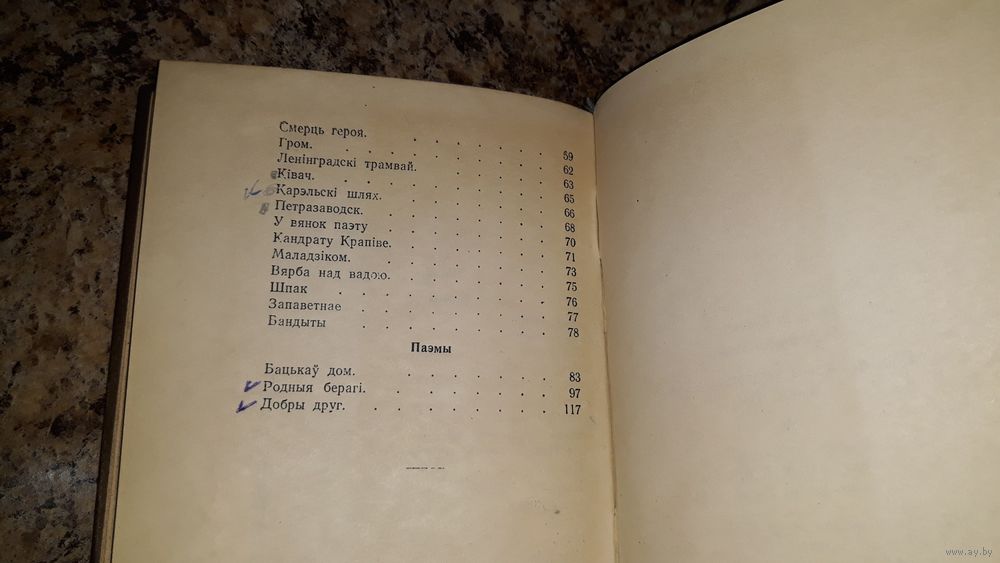 Смерць героя. . . . . . . . 59
Гром. . . . . . . . . . 62
Ленінградскі трамвай. . . . . . . 63
Ківач. . . . . . . . . . 65
Карэльскі шлях. . . . . . . . 66
Петразаводск. . . . . . . . . 68
У вянок паэту . . . . . . . . 70
Кандрату Крапіве. . . . . . . . 71
Маладзіком. . . . . . . . . 73
Вярба над вадою. . . . . . . . 75
Шпак . . . . . . . . . . 76
Запаветнае . . . . . . . . . 77
Бандыты . . . . . . . . . 78
Паэмы
Бацькаў дом. . . . . . . . . 83
Родныя берагі. . . . . . . . . 97
Добры друг. . . . . . . . . 117
www.ay.by